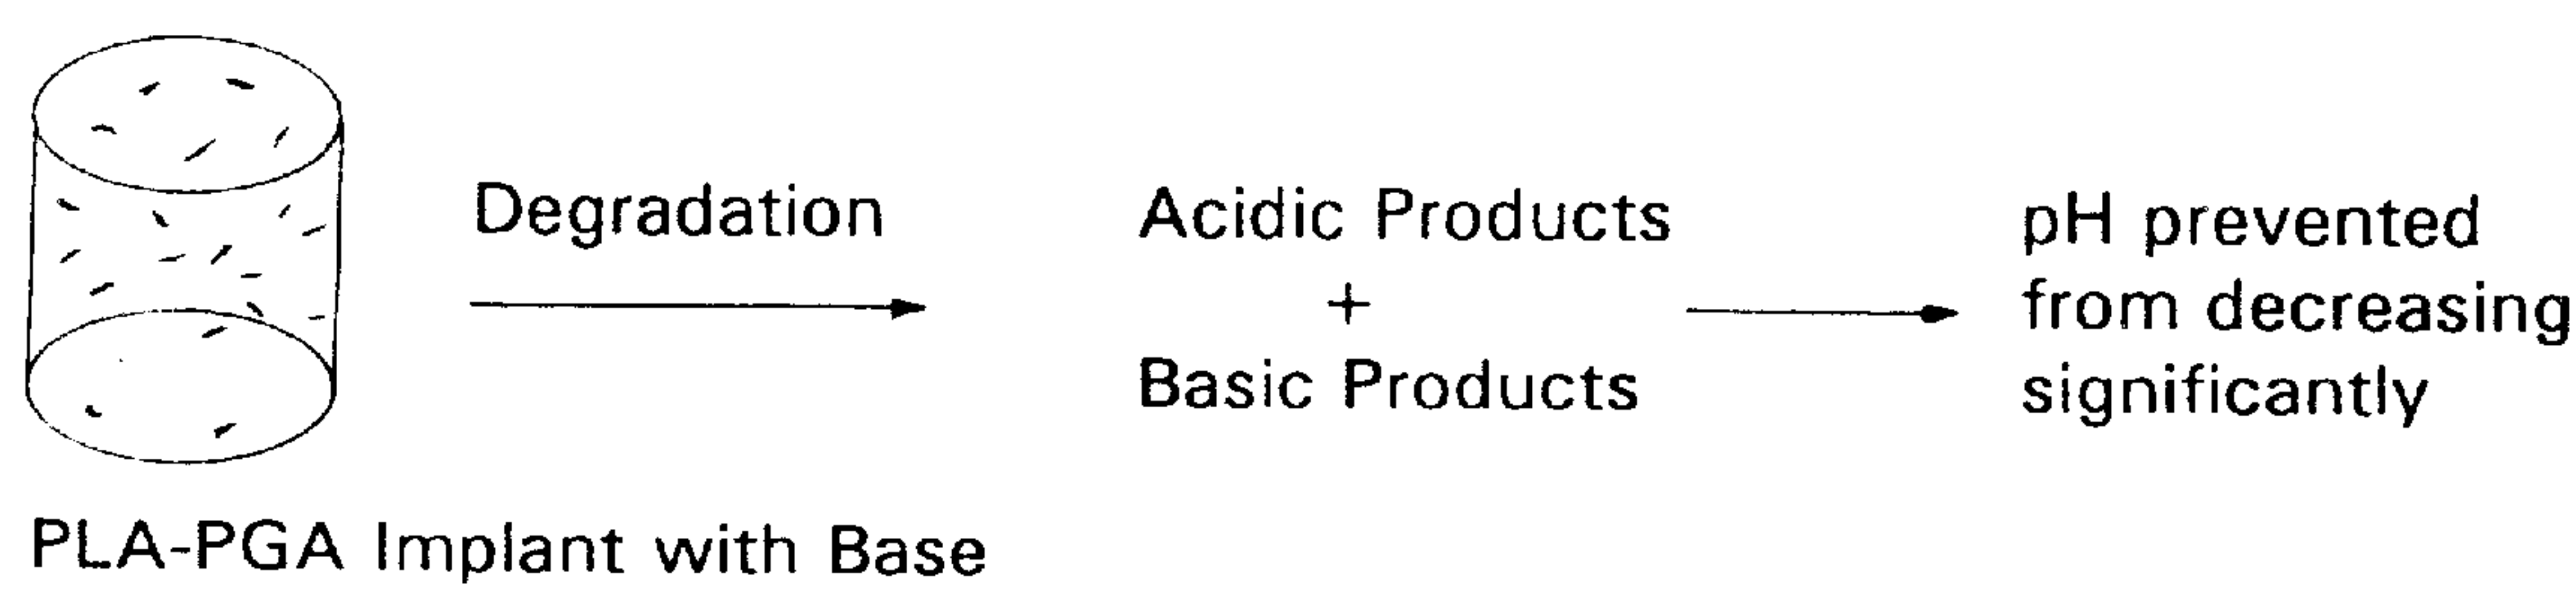 Degradation
Acidic Products
+
Basic Products
pH prevented
from decreasing
significantly
PLA-PGA Implant with Base